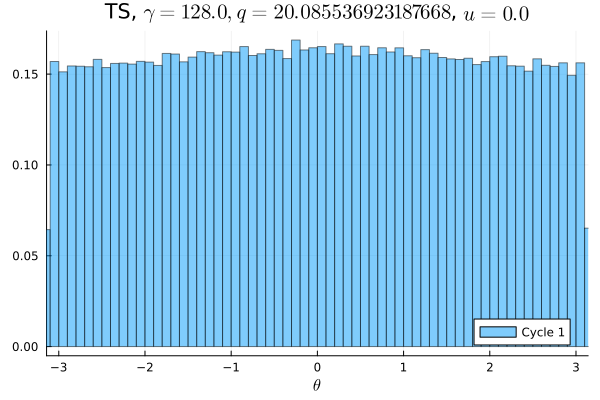 TS, γ = 128.0, q = 20.085536923187668, u = 0.0
0.15
0.10
0.05
0.00
Cycle 1
−3 −2 −1 0 1 2 3
θ